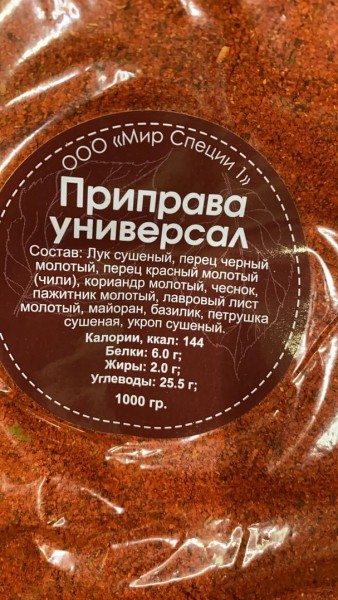 ООО «Мир Специи 1»
Приправа
универсал
Состав: Лук сушеный, перец черный
молотый, перец красный молотый
(чили), кориандр молотый, чеснок,
пажитник молотый, лавровый лист
молотый, майоран, базилик, петрушка
сушеная, укроп сушеный.
Калории, ккал: 144
Белки: 6.0 г;
Жиры: 2.0 г;
Углеводы: 25.5 г;
1000 гр.